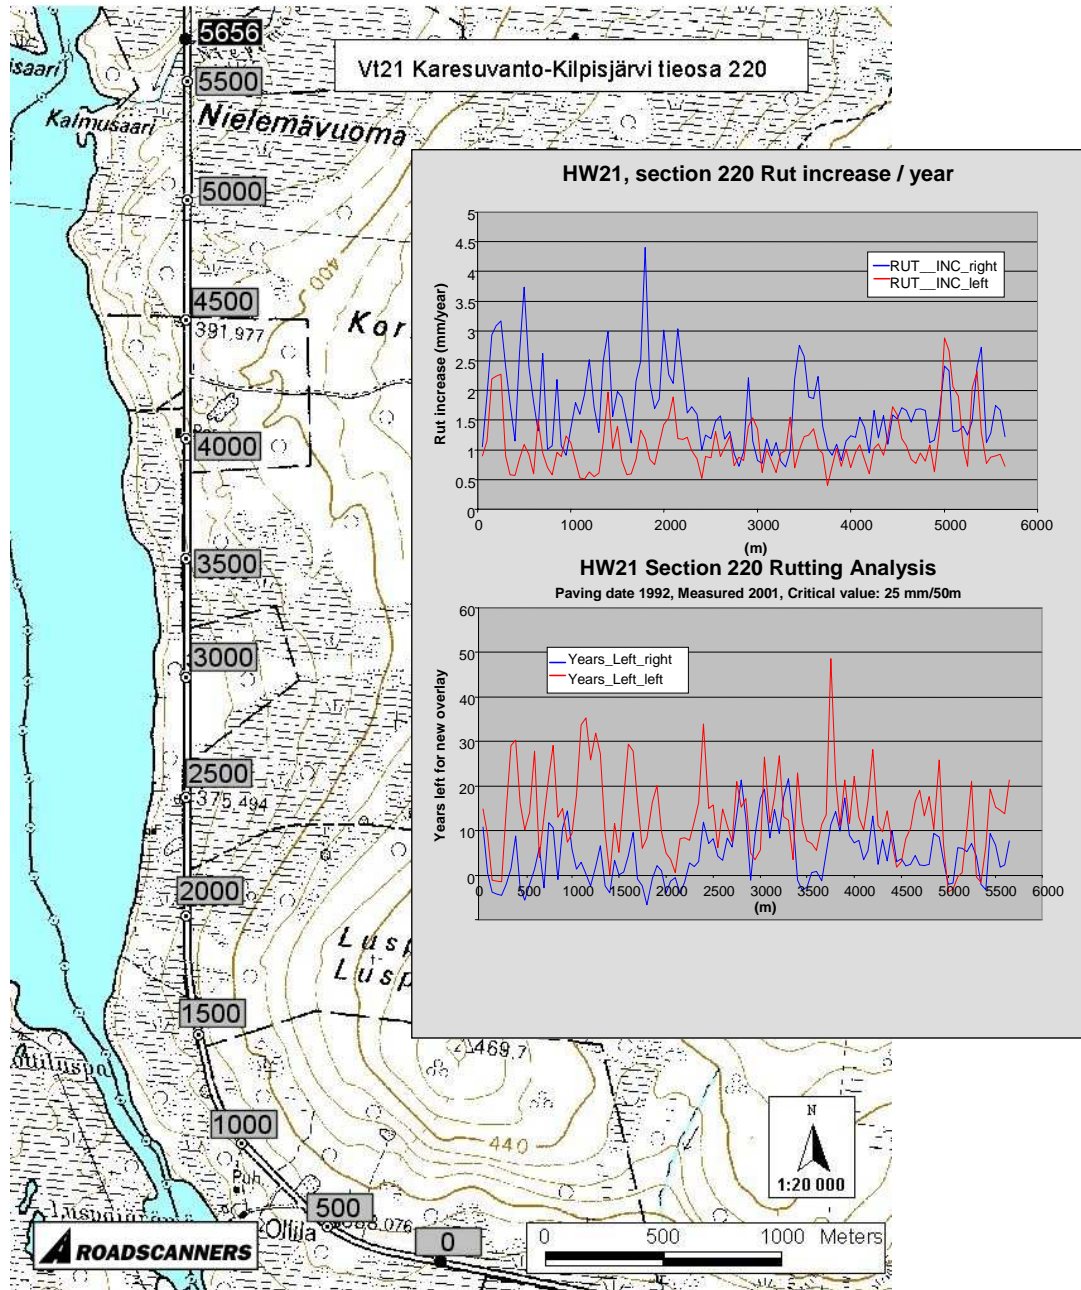 5656
Vt21 Karesuvanto-Kilpisjärvi tieosa 220
isaari
5500
Kalmusaari
Nielemävuoma
5000
400
4500
391.977
Kor
4000
3500
3000
2500
375.494
2000
1500
469.7
440
1000
Puh.
500
Ollila
0
HW21, section 220 Rut increase / year
Rut increase (mm/year)
5
4.5
4
3.5
3
2.5
2
1.5
1
0.5
0
RUT__INC_right
RUT__INC_left
0 1000 2000 3000 4000 5000 6000
(m)
HW21 Section 220 Rutting Analysis
Paving date 1992, Measured 2001, Critical value: 25 mm/50m
Years left for new overlay
60
50
40
30
20
10
0
Years_Left_right
Years_Left_left
0 500 1000 1500 2000 2500 3000 3500 4000 4500 5000 5500 6000
(m)
N
1:20 000
0 500 1000 Meters
ROADSCANNERS